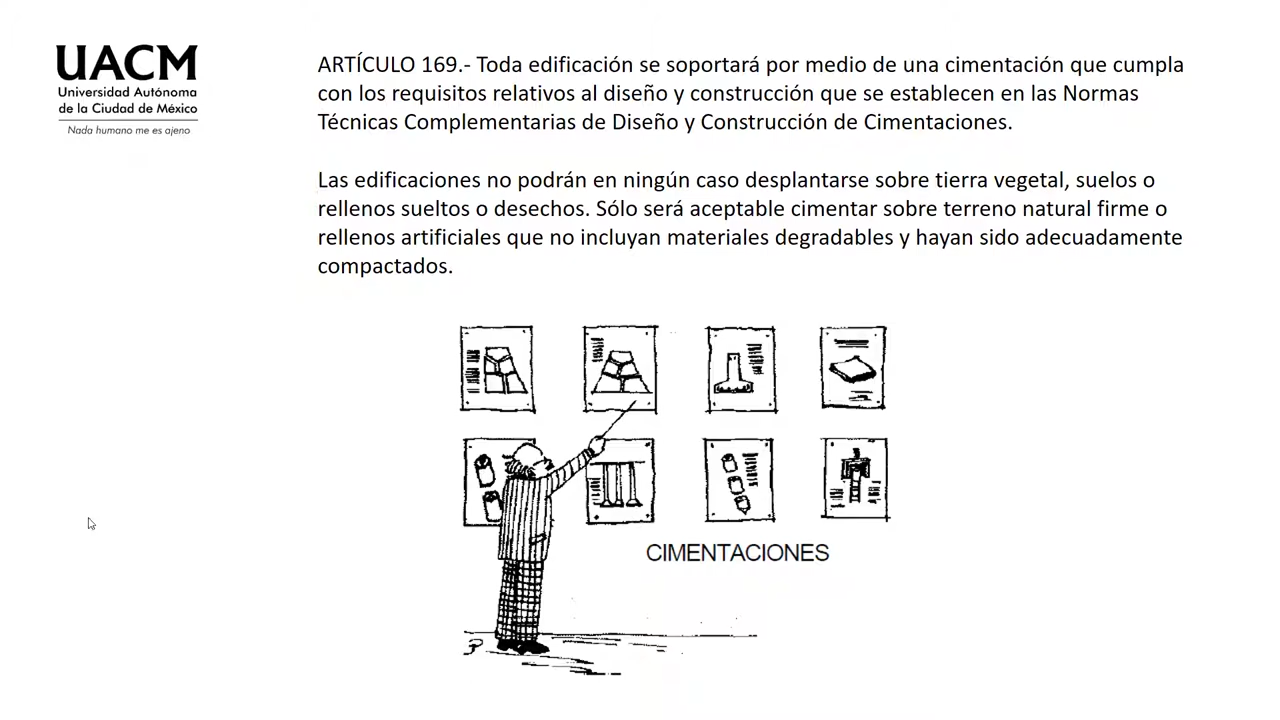 UACM
Universidad Autónoma
de la Ciudad de México
Nada humano me es ajeno
ARTÍCULO 169.- Toda edificación se soportará por medio de una cimentación que cumpla
con los requisitos relativos al diseño y construcción que se establecen en las Normas
Técnicas Complementarias de Diseño y Construcción de Cimentaciones.
Las edificaciones no podrán en ningún caso desplantarse sobre tierra vegetal, suelos o
rellenos sueltos o desechos. Sólo será aceptable cimentar sobre terreno natural firme o
rellenos artificiales que no incluyan materiales degradables y hayan sido adecuadamente
compactados.
CIMENTACIONES